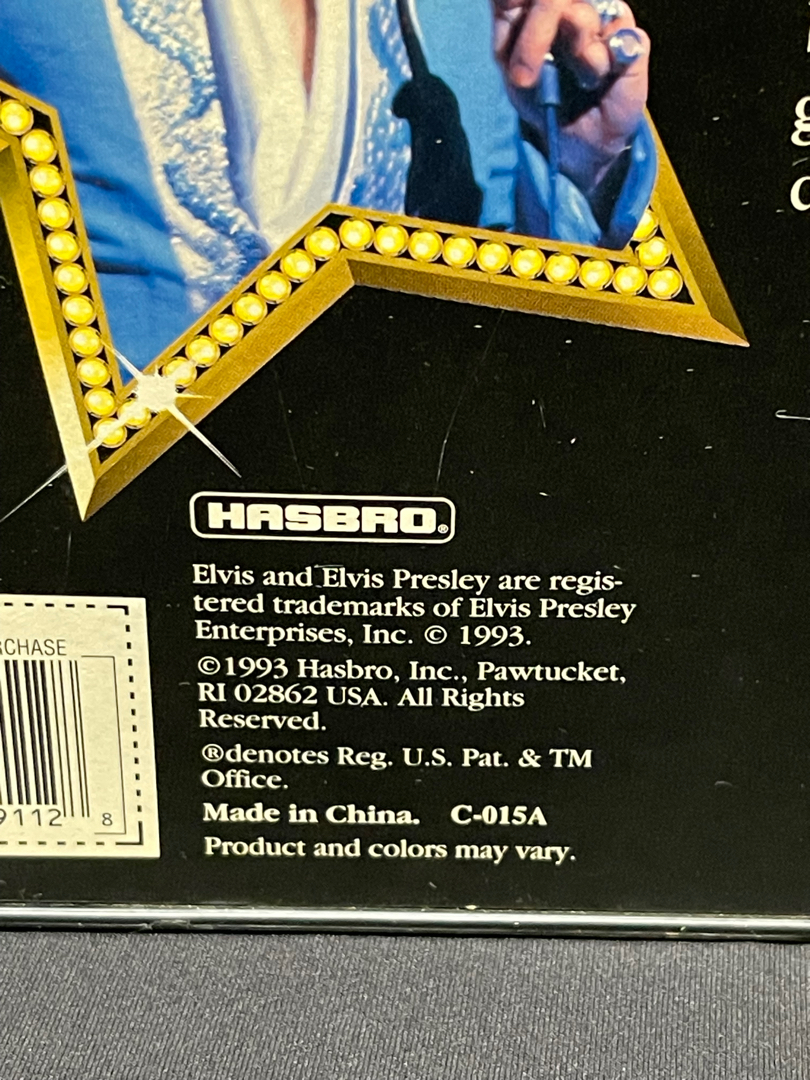 HASBRO®
Elvis and Elvis Presley are regis-
tered trademarks of Elvis Presley
Enterprises, Inc. © 1993.
©1993 Hasbro, Inc., Pawtucket,
RI 02862 USA. All Rights
Reserved.
®denotes Reg. U.S. Pat. & TM
Office.
Made in China. C-015A
Product and colors may vary.
RCHASE
9112 8